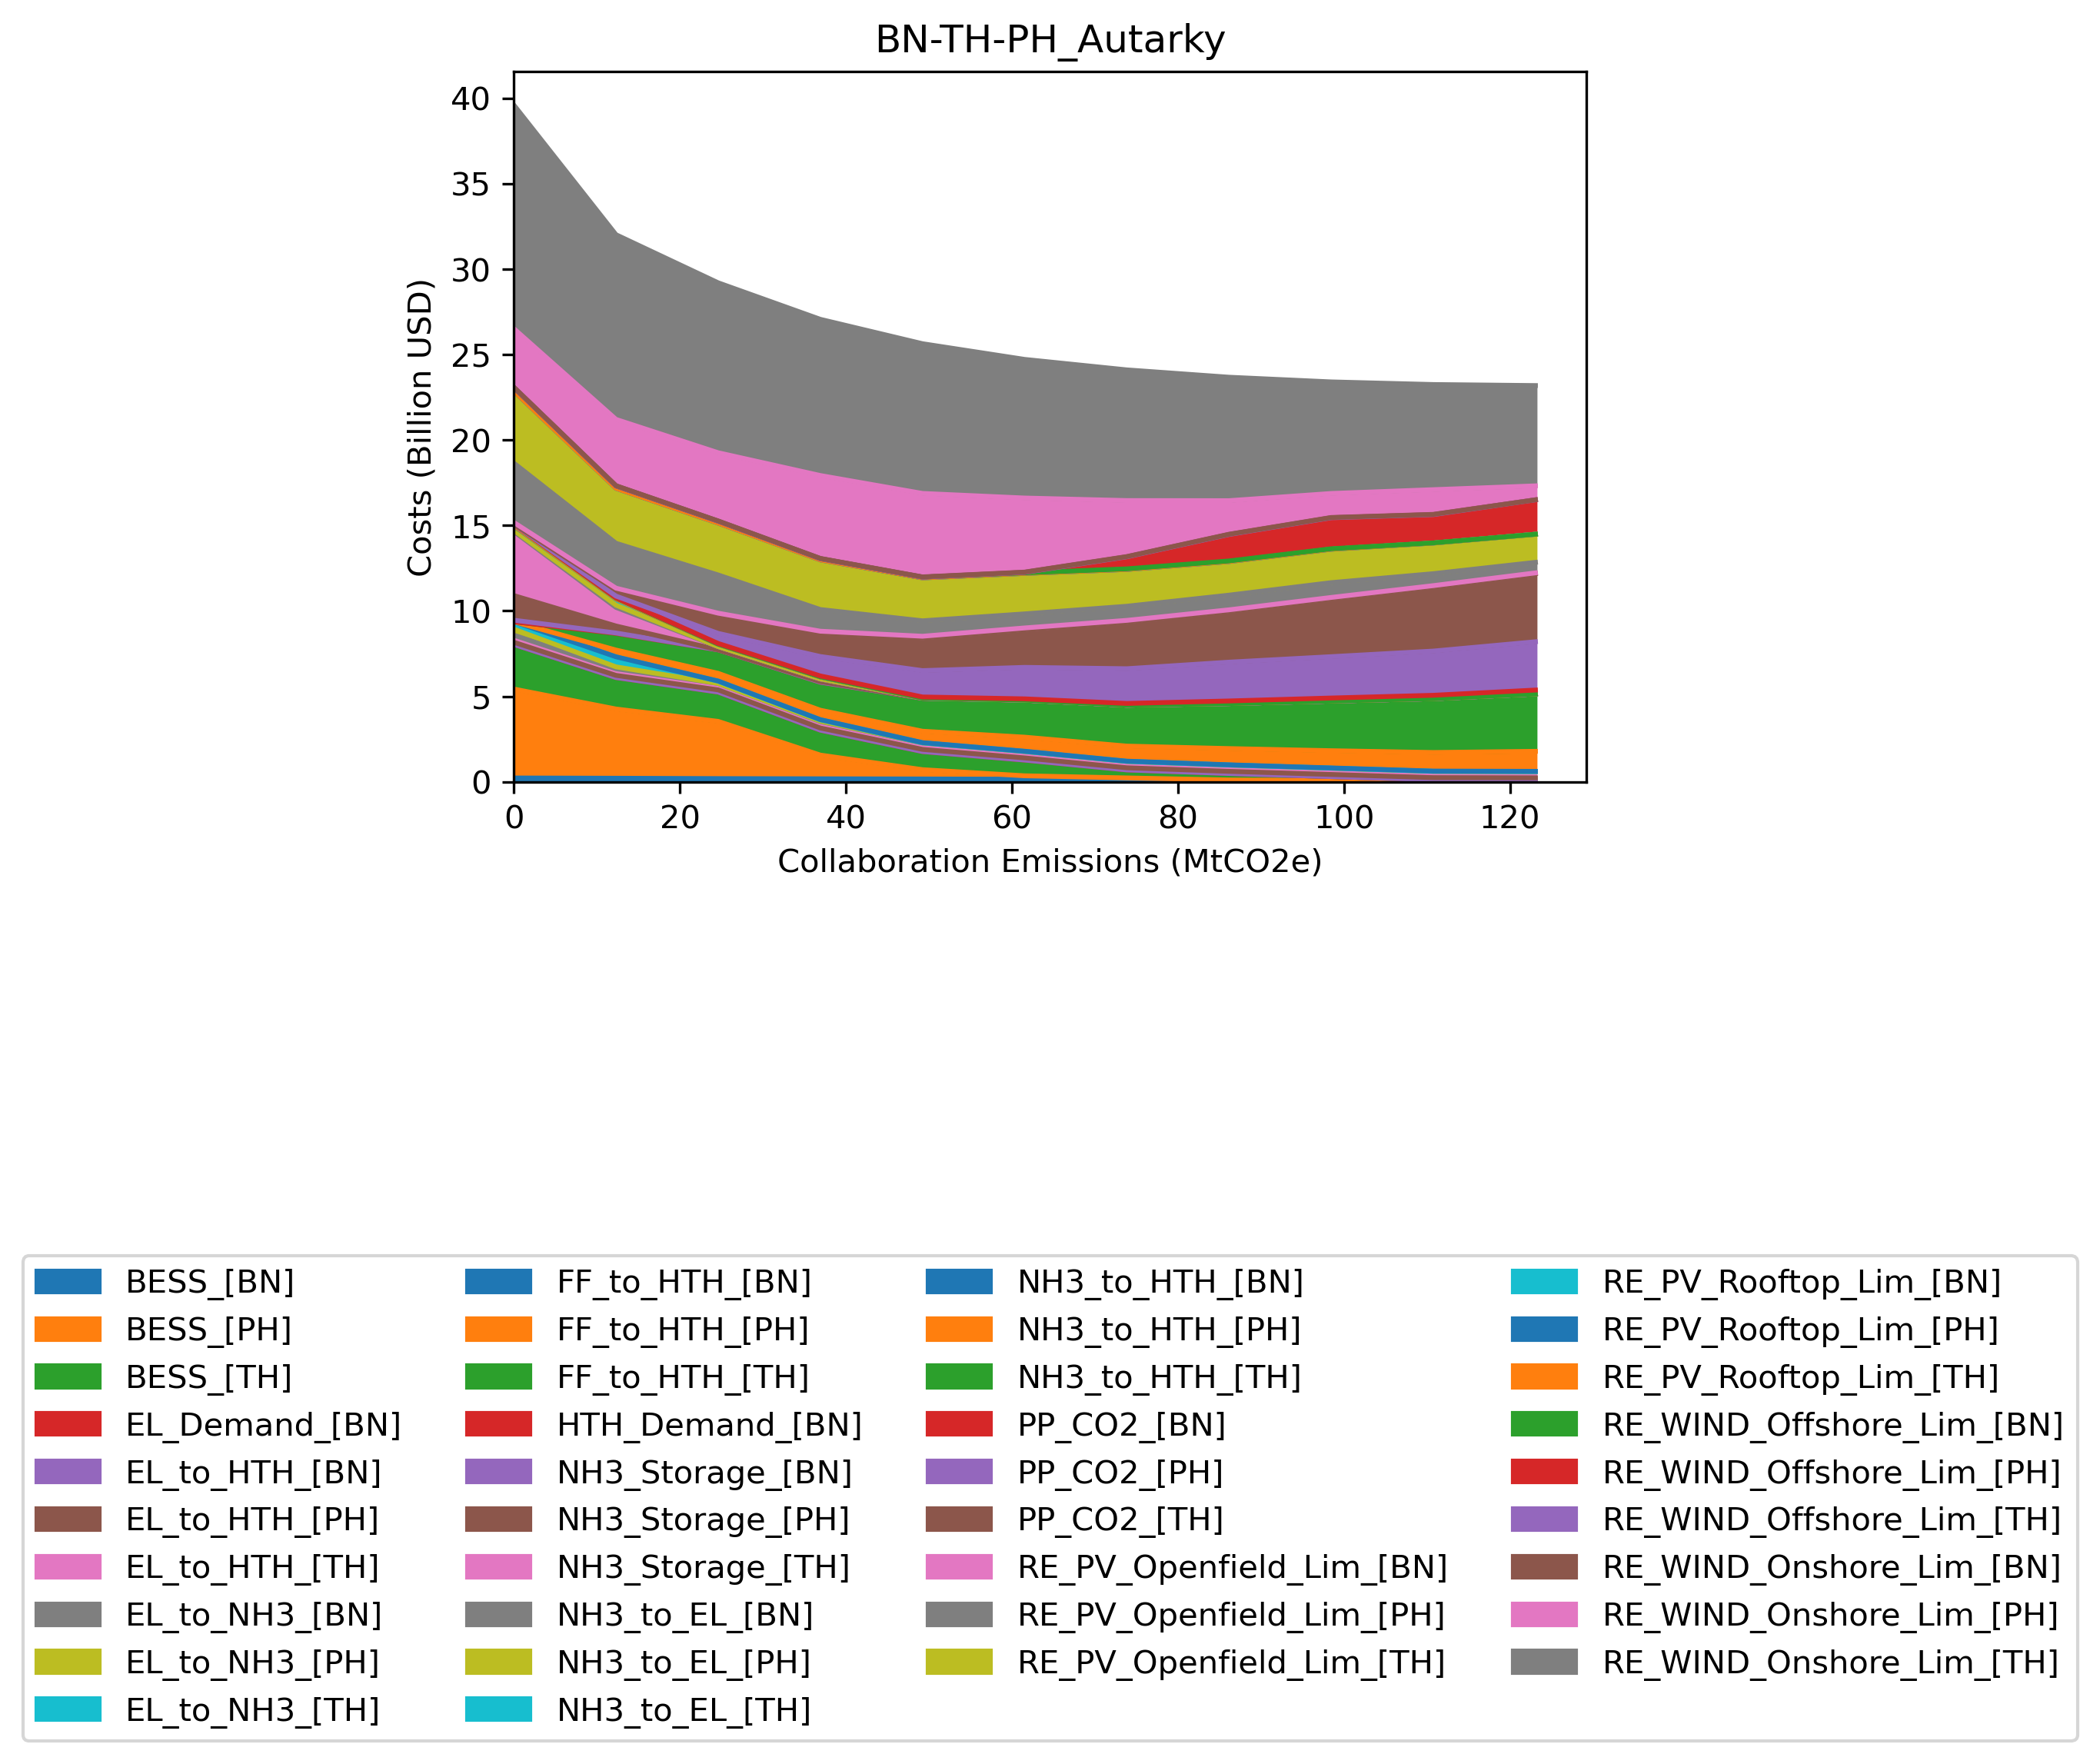 BN-TH-PH_Autarky
40
35
30
25
20
15
10
5
0
Costs (Billion USD)
0 20 40 60 80 100 120
Collaboration Emissions (MtCO2e)
BESS_[BN]
BESS_[PH]
BESS_[TH]
EL_Demand_[BN]
EL_to_HTH_[BN]
EL_to_HTH_[PH]
EL_to_HTH_[TH]
EL_to_NH3_[BN]
EL_to_NH3_[PH]
EL_to_NH3_[TH]
FF_to_HTH_[BN]
FF_to_HTH_[PH]
FF_to_HTH_[TH]
HTH_Demand_[BN]
NH3_Storage_[BN]
NH3_Storage_[PH]
NH3_Storage_[TH]
NH3_to_EL_[BN]
NH3_to_EL_[PH]
NH3_to_EL_[TH]
NH3_to_HTH_[BN]
NH3_to_HTH_[PH]
NH3_to_HTH_[TH]
PP_CO2_[BN]
PP_CO2_[PH]
PP_CO2_[TH]
RE_PV_Openfield_Lim_[BN]
RE_PV_Openfield_Lim_[PH]
RE_PV_Openfield_Lim_[TH]
RE_PV_Rooftop_Lim_[BN]
RE_PV_Rooftop_Lim_[PH]
RE_PV_Rooftop_Lim_[TH]
RE_WIND_Offshore_Lim_[BN]
RE_WIND_Offshore_Lim_[PH]
RE_WIND_Offshore_Lim_[TH]
RE_WIND_Onshore_Lim_[BN]
RE_WIND_Onshore_Lim_[PH]
RE_WIND_Onshore_Lim_[TH]